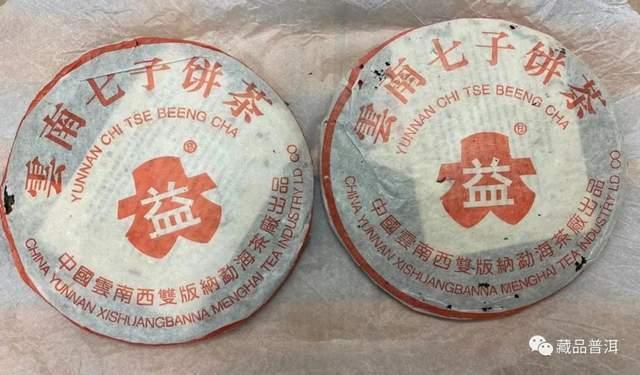 雲南七子饼茶
YUNNAN CHI TSE BEENG CHA
益
中國雲南西雙版納勐海茶廠出品
CHINA YUNNAN XISHUANGBANNA MENGHAI TEA INDUSTRY LD CO
雲南七子饼茶
YUNNAN CHI TSE BEENG CHA
益
中國雲南西雙版納勐海茶廠出品
CHINA YUNNAN XISHUANGBANNA MENGHAI TEA INDUSTRY LD CO
藏品普洱